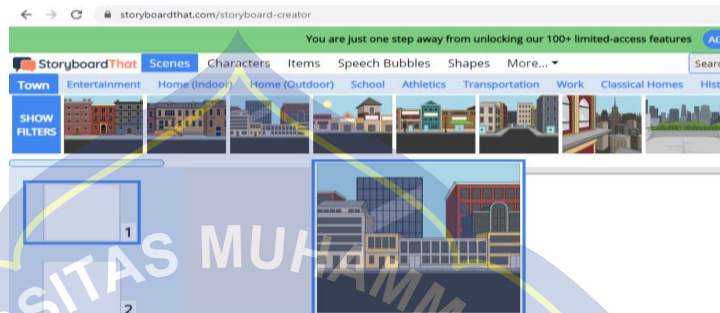 storyboardthat.com/storyboard-creator
You are just one step away from unlocking our 100+ limited-access features
StoryboardThat Scenes Characters Items Speech Bubbles Shapes More...
Town Entertainment Home (Indoor) Home (Outdoor) School Athletics Transportation Work Classical Homes
SHOW
FILTERS
1
2
SITAS MUHAMM